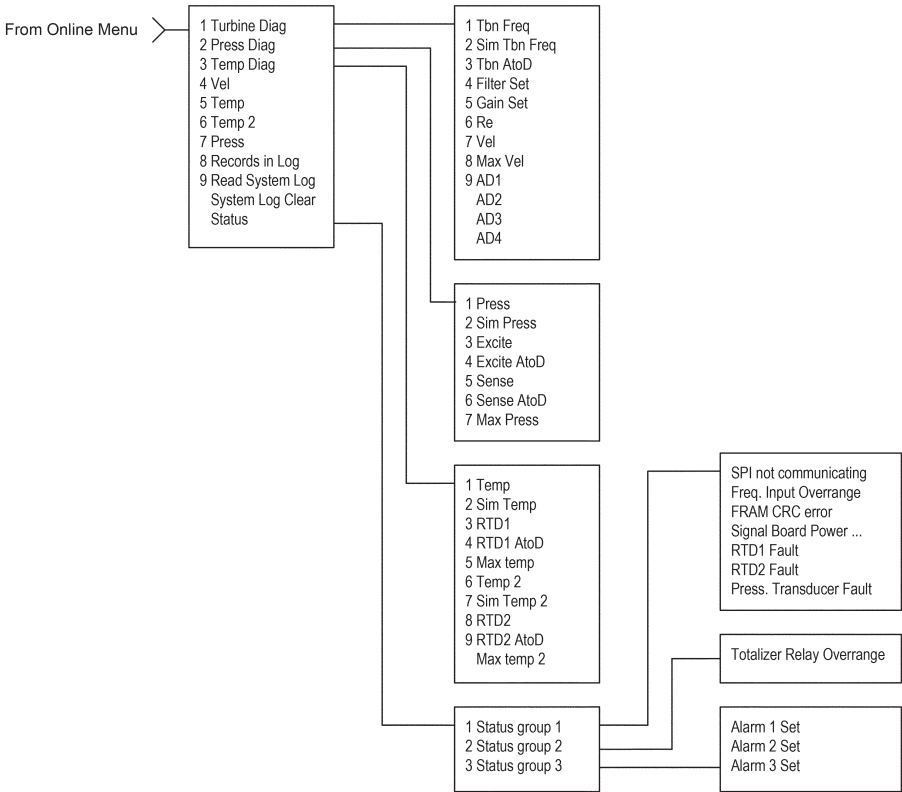 From Online Menu
1 Turbine Diag
2 Press Diag
3 Temp Diag
4 Vel
5 Temp
6 Temp 2
7 Press
8 Records in Log
9 Read System Log
System Log Clear
Status
1 Tbn Freq
2 Sim Tbn Freq
3 Tbn AtoD
4 Filter Set
5 Gain Set
6 Re
7 Vel
8 Max Vel
9 AD1
AD2
AD3
AD4
1 Press
2 Sim Press
3 Excite
4 Excite AtoD
5 Sense
6 Sense AtoD
7 Max Press
1 Temp
2 Sim Temp
3 RTD1
4 RTD1 AtoD
5 Max temp
6 Temp 2
7 Sim Temp 2
8 RTD2
9 RTD2 AtoD
Max temp 2
1 Status group 1
2 Status group 2
3 Status group 3
SPI not communicating
Freq. Input Overrange
FRAM CRC error
Signal Board Power ...
RTD1 Fault
RTD2 Fault
Press. Transducer Fault
Totalizer Relay Overrange
Alarm 1 Set
Alarm 2 Set
Alarm 3 Set